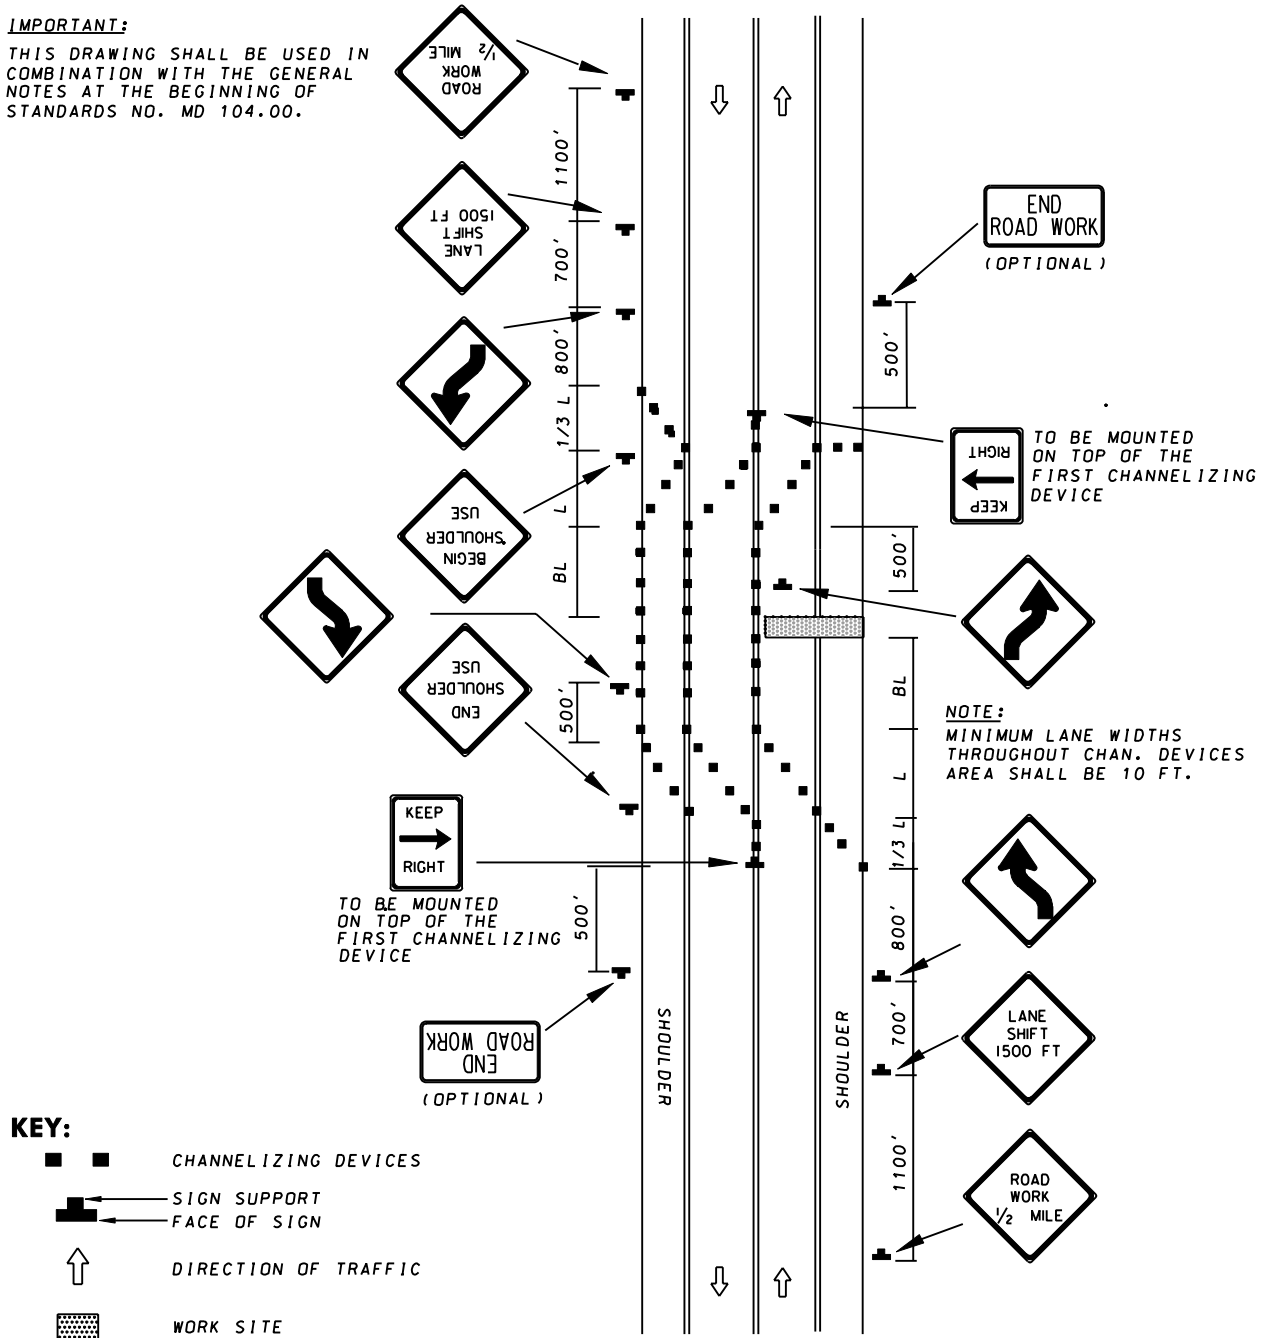 IMPORTANT:
THIS DRAWING SHALL BE USED IN
COMBINATION WITH THE GENERAL
NOTES AT THE BEGINNING OF
STANDARDS NO. MD 104.00.
ROAD
WORK
1/2 MILE
1100'
LANE
SHIFT
1500 FT
700'
800'
1/3 L
BEGIN
SHOULDER
USE
L
BL
END
SHOULDER
USE
500'
KEEP
RIGHT
TO BE MOUNTED
ON TOP OF THE
FIRST CHANNELIZING
DEVICE
500'
END
ROAD WORK
(OPTIONAL)
SHOULDER
SHOULDER
END
ROAD WORK
(OPTIONAL)
500'
KEEP
RIGHT
TO BE MOUNTED
ON TOP OF THE
FIRST CHANNELIZING
DEVICE
500'
NOTE:
MINIMUM LANE WIDTHS
THROUGHOUT CHAN. DEVICES
AREA SHALL BE 10 FT.
BL
L
1/3 L
800'
700'
LANE
SHIFT
1500 FT
1100'
ROAD
WORK
1/2 MILE
KEY:
CHANNELIZING DEVICES
SIGN SUPPORT
FACE OF SIGN
DIRECTION OF TRAFFIC
WORK SITE